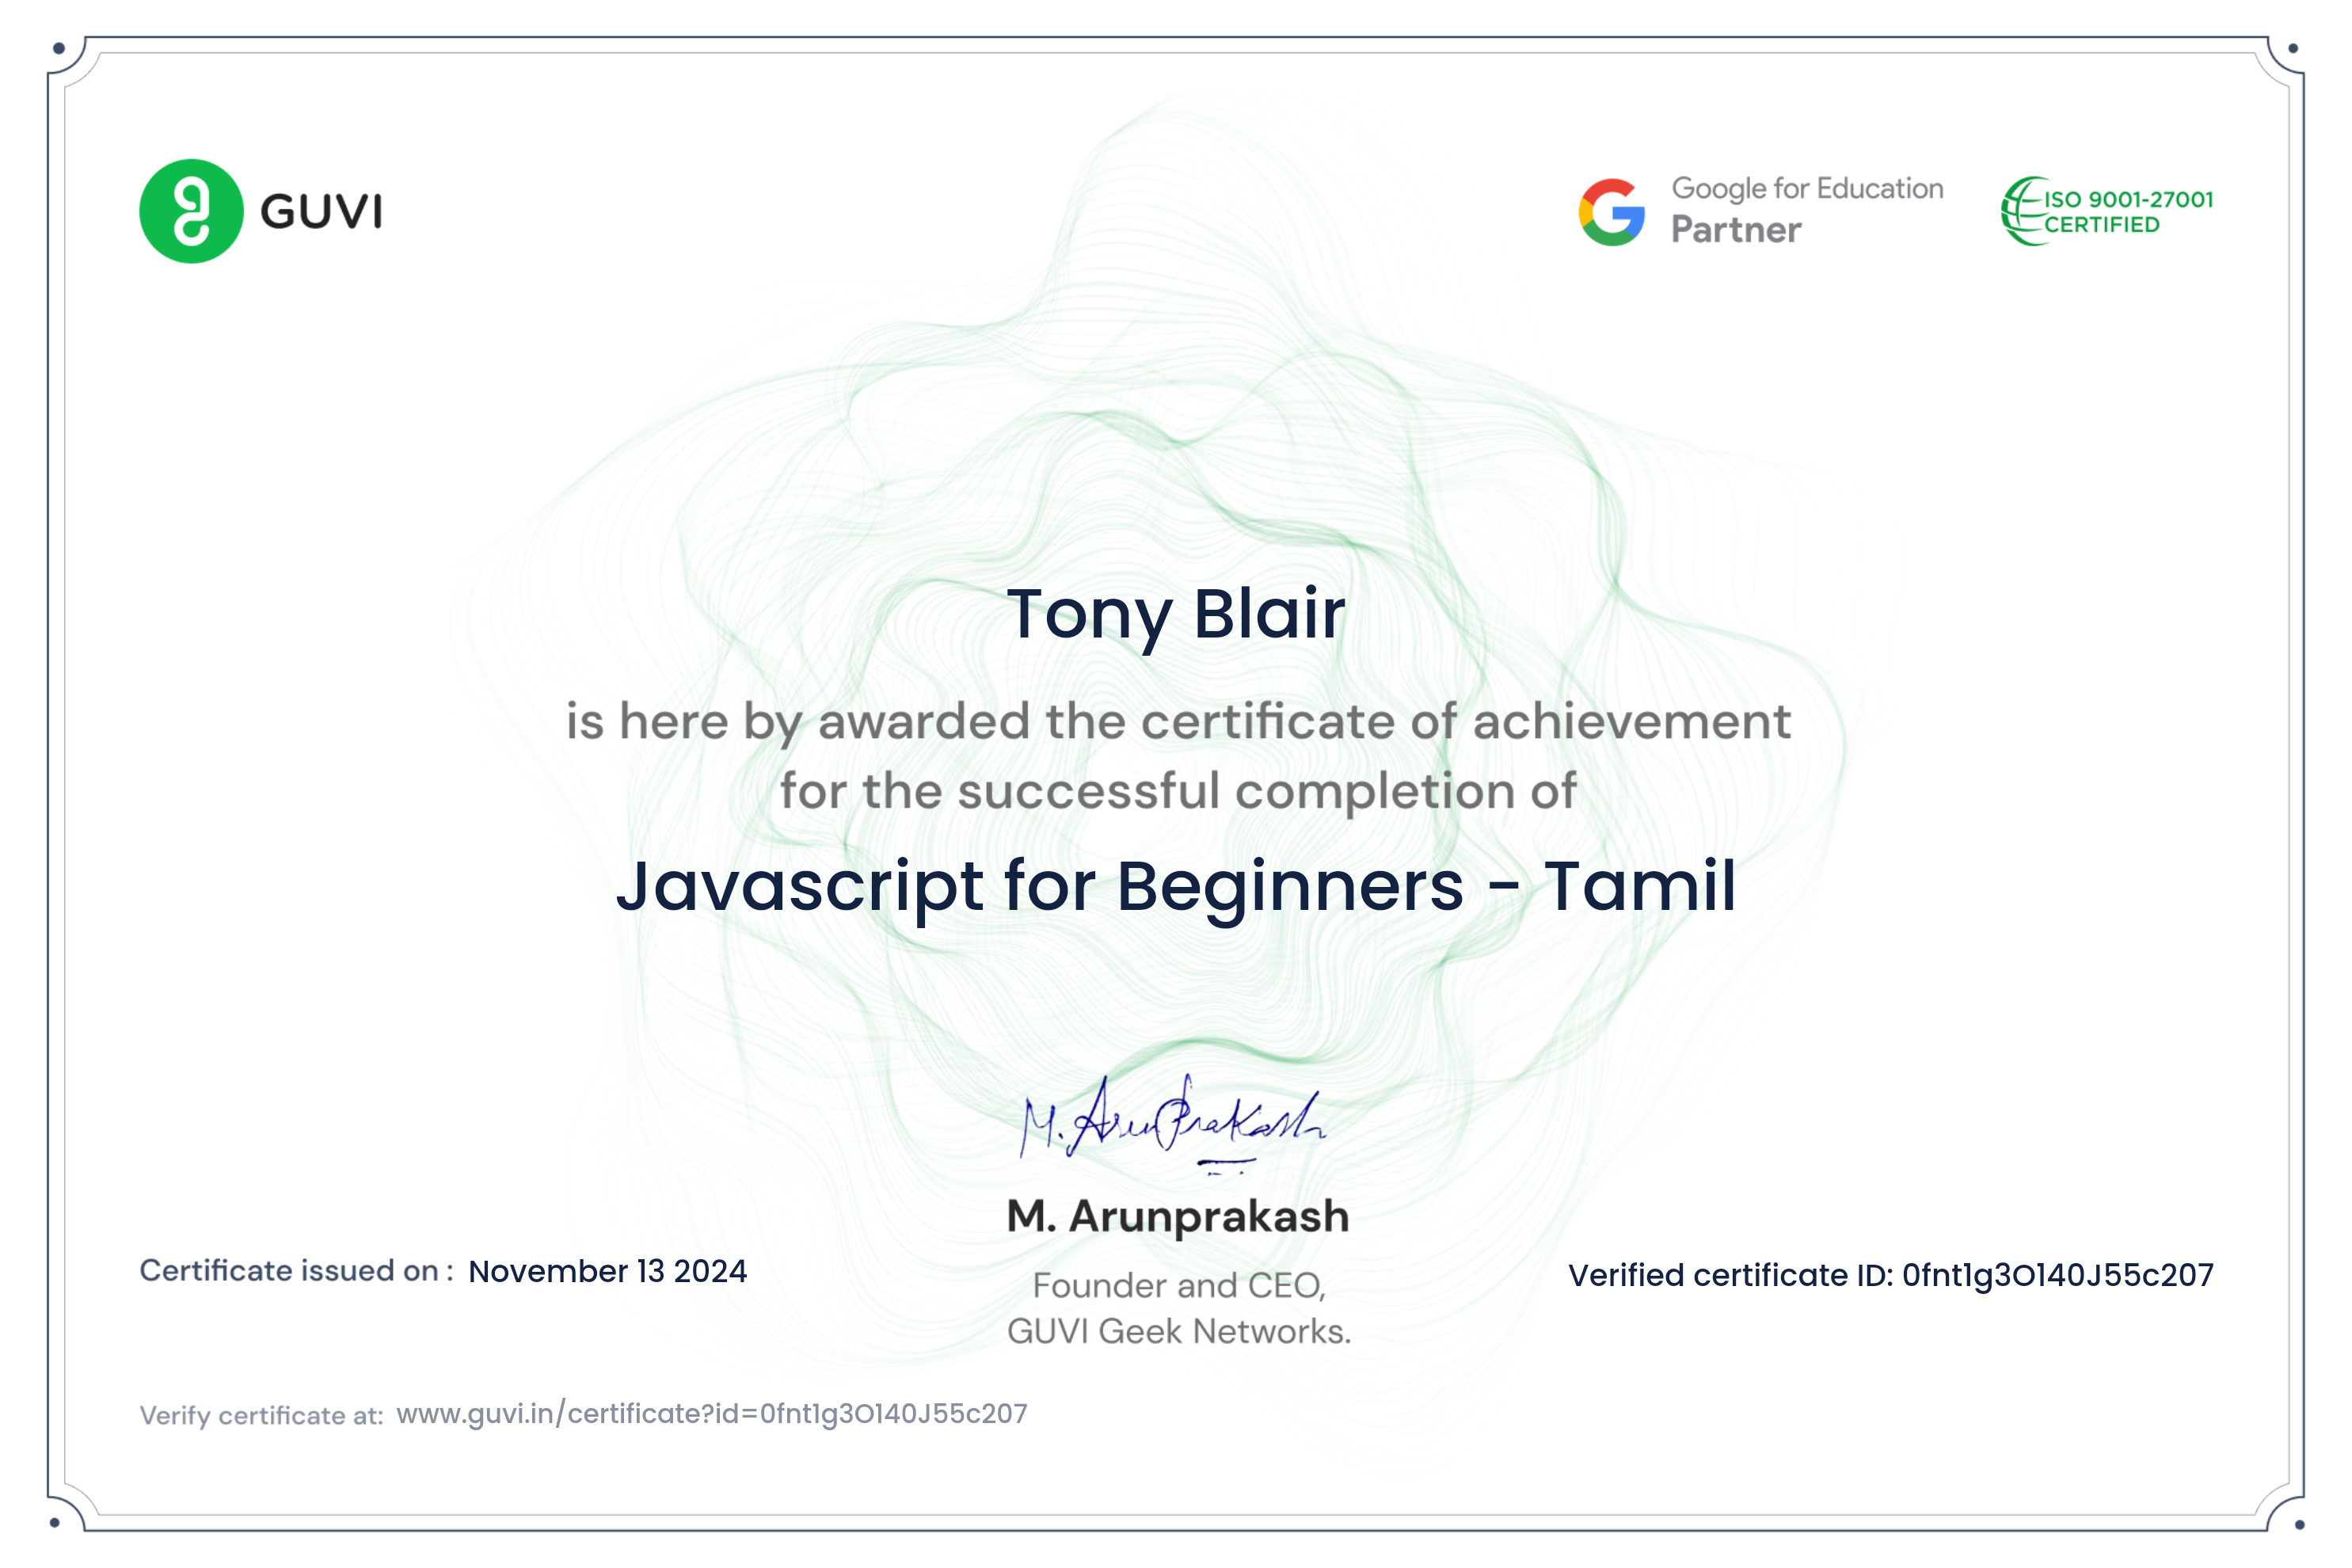 GUVI
Google for Education
Partner
ISO 9001-27001
CERTIFIED
Tony Blair
is here by awarded the certificate of achievement
for the successful completion of
Javascript for Beginners - Tamil
M. ArunPrakash
M. Arunprakash
Founder and CEO,
GUVI Geek Networks.
Certificate issued on : November 13 2024
Verified certificate ID: 0fnt1g3O140J55c207
Verify certificate at: www.guvi.in/certificate?id=0fnt1g3O140J55c207